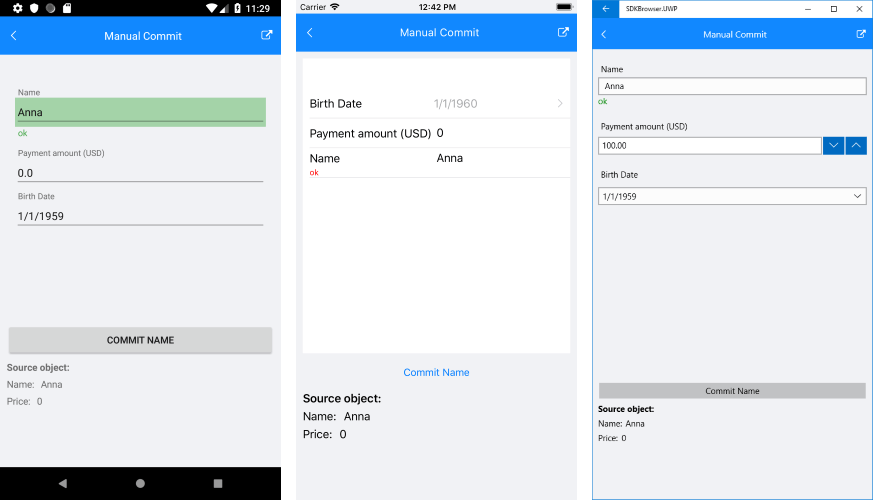 11:29
Manual Commit
Name
Anna
ok
Payment amount (USD)
0.0
Birth Date
1/1/1959
COMMIT NAME
Source object:
Name: Anna
Price: 0
Carrier 12:42 PM
Manual Commit
Birth Date 1/1/1960
Payment amount (USD) 0
Name Anna
ok
Commit Name
Source object:
Name: Anna
Price: 0
SDKBrowser.UWP
Manual Commit
Name
Anna
ok
Payment amount (USD)
100.00
Birth Date
1/1/1959
Commit Name
Source object:
Name: Anna
Price: 0